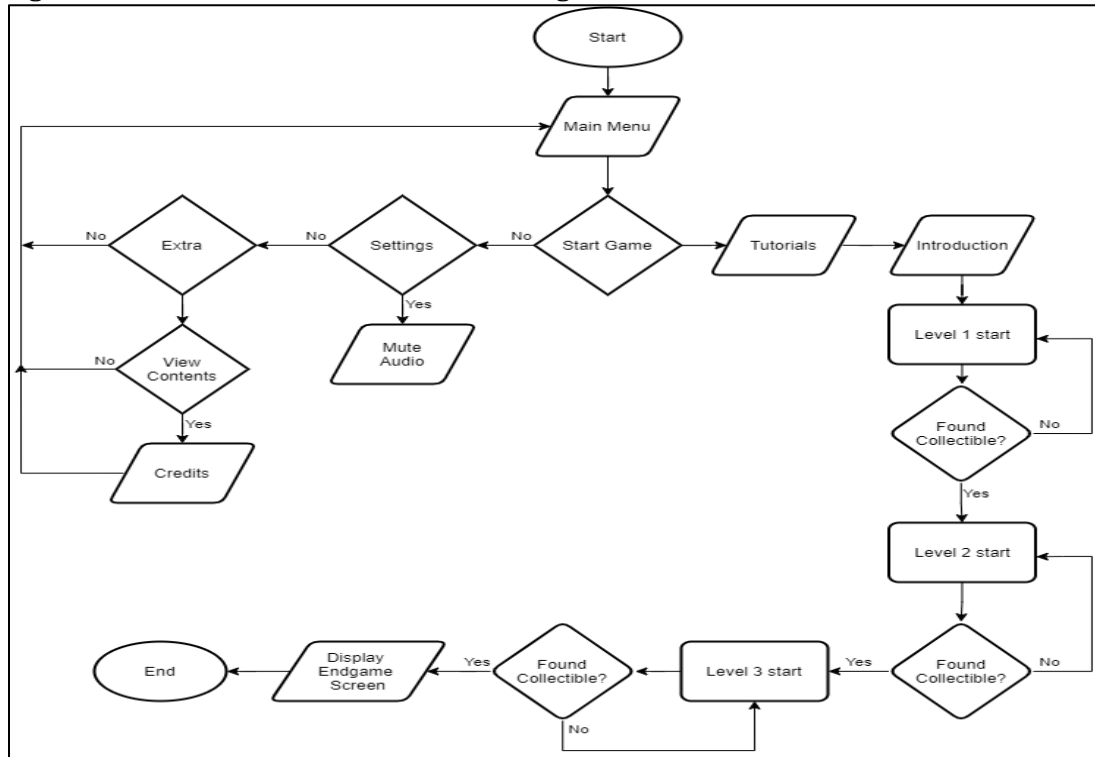 Start
Main Menu
No
Extra
No
Settings
No
Start Game
Tutorials
Introduction
Yes
Level 1 start
No
View
Contents
Mute
Audio
Yes
Found
Collectible?
No
Credits
Yes
Level 2 start
End
Display
Endgame
Screen
Yes
Found
Collectible?
No
Level 3 start
Yes
Found
Collectible?
No